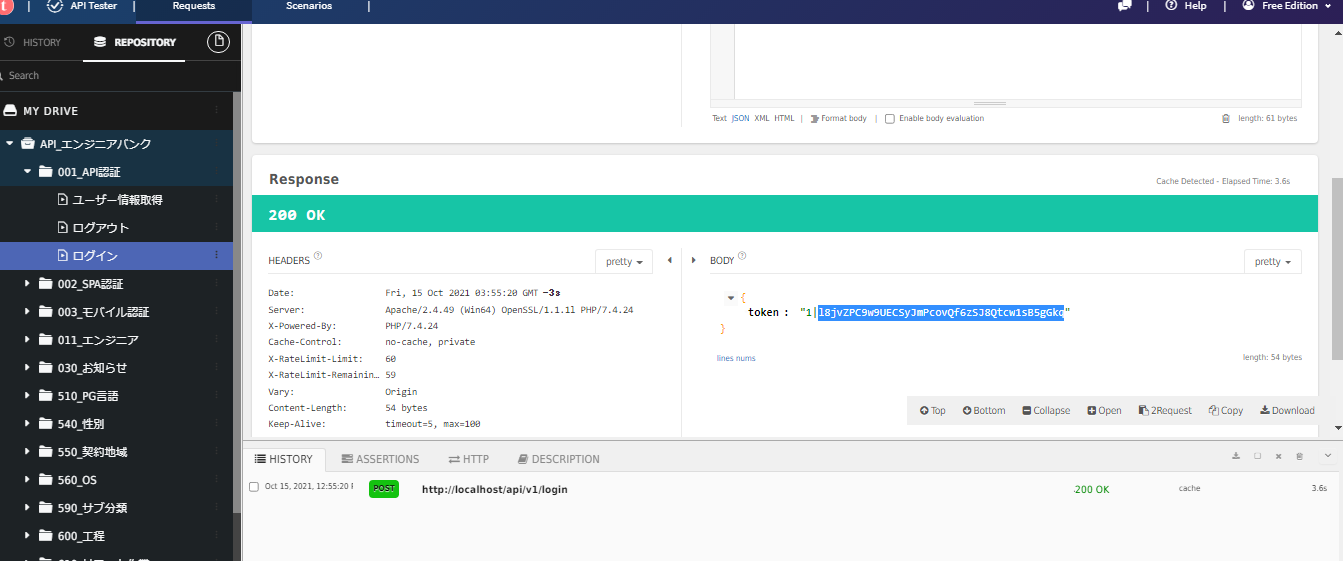 t | API Tester Requests Scenarios | | Help | Free Edition
HISTORY REPOSITORY
Search
MY DRIVE
API_エンジニアバンク
001_API認証
ユーザー情報取得
ログアウト
ログイン
002_SPA認証
003_モバイル認証
011_エンジニア
030_お知らせ
510_PG言語
540_性別
550_契約地域
560_OS
590_サブ分類
600_工程
Text JSON XML HTML | Format body | Enable body evaluation length: 61 bytes
Response Cache Detected - Elapsed Time: 3.6s
200 OK
HEADERS ? pretty
Date: Fri, 15 Oct 2021 03:55:20 GMT -3s
Server: Apache/2.4.49 (Win64) OpenSSL/1.1.1l PHP/7.4.24
X-Powered-By: PHP/7.4.24
Cache-Control: no-cache, private
X-RateLimit-Limit: 60
X-RateLimit-Remainin... 59
Vary: Origin
Content-Length: 54 bytes
Keep-Alive: timeout=5, max=100
BODY ? pretty
{
token : "1|l8jvZPC9w9UECSyJmPcovQf6zSJ8Qtcw1sB5gGkq"
}
lines nums length: 54 bytes
Top Bottom Collapse Open 2Request Copy Download
HISTORY ASSERTIONS HTTP DESCRIPTION
Oct 15, 2021, 12:55:20 POST http://localhost/api/v1/login 200 OK cache 3.6s